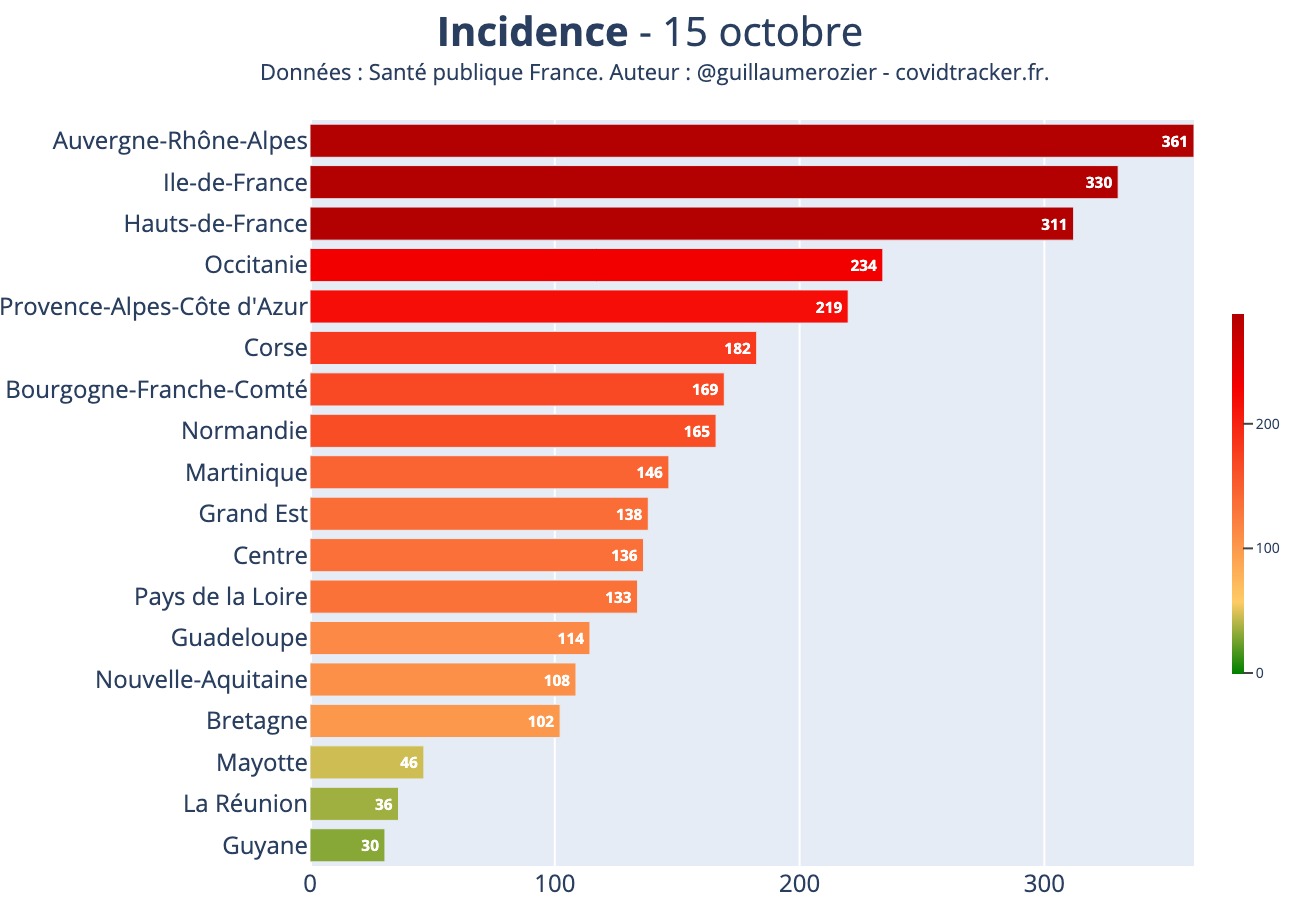 Incidence - 15 octobre
Données : Santé publique France. Auteur : @guillaumerozier - covidtracker.fr.
Auvergne-Rhône-Alpes 361
Ile-de-France 330
Hauts-de-France 311
Occitanie 234
Provence-Alpes-Côte d'Azur 219
Corse 182
Bourgogne-Franche-Comté 169
Normandie 165
Martinique 146
Grand Est 138
Centre 136
Pays de la Loire 133
Guadeloupe 114
Nouvelle-Aquitaine 108
Bretagne 102
Mayotte 46
La Réunion 36
Guyane 30
0 100 200 300
200
100
0